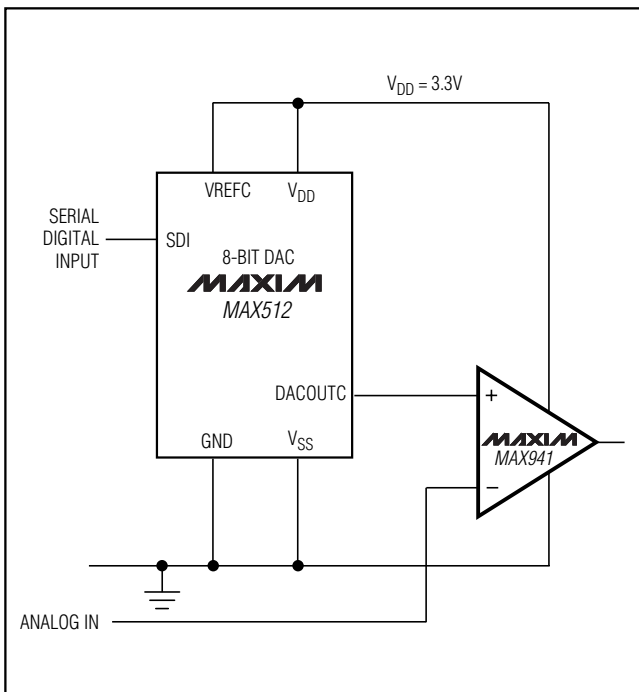 V_DD = 3.3V
VREFC
V_DD
SERIAL
DIGITAL
INPUT
SDI
8-BIT DAC
MAXIM
MAX512
DACOUTC
+
MAXIM
MAX941
−
GND
V_SS
ANALOG IN